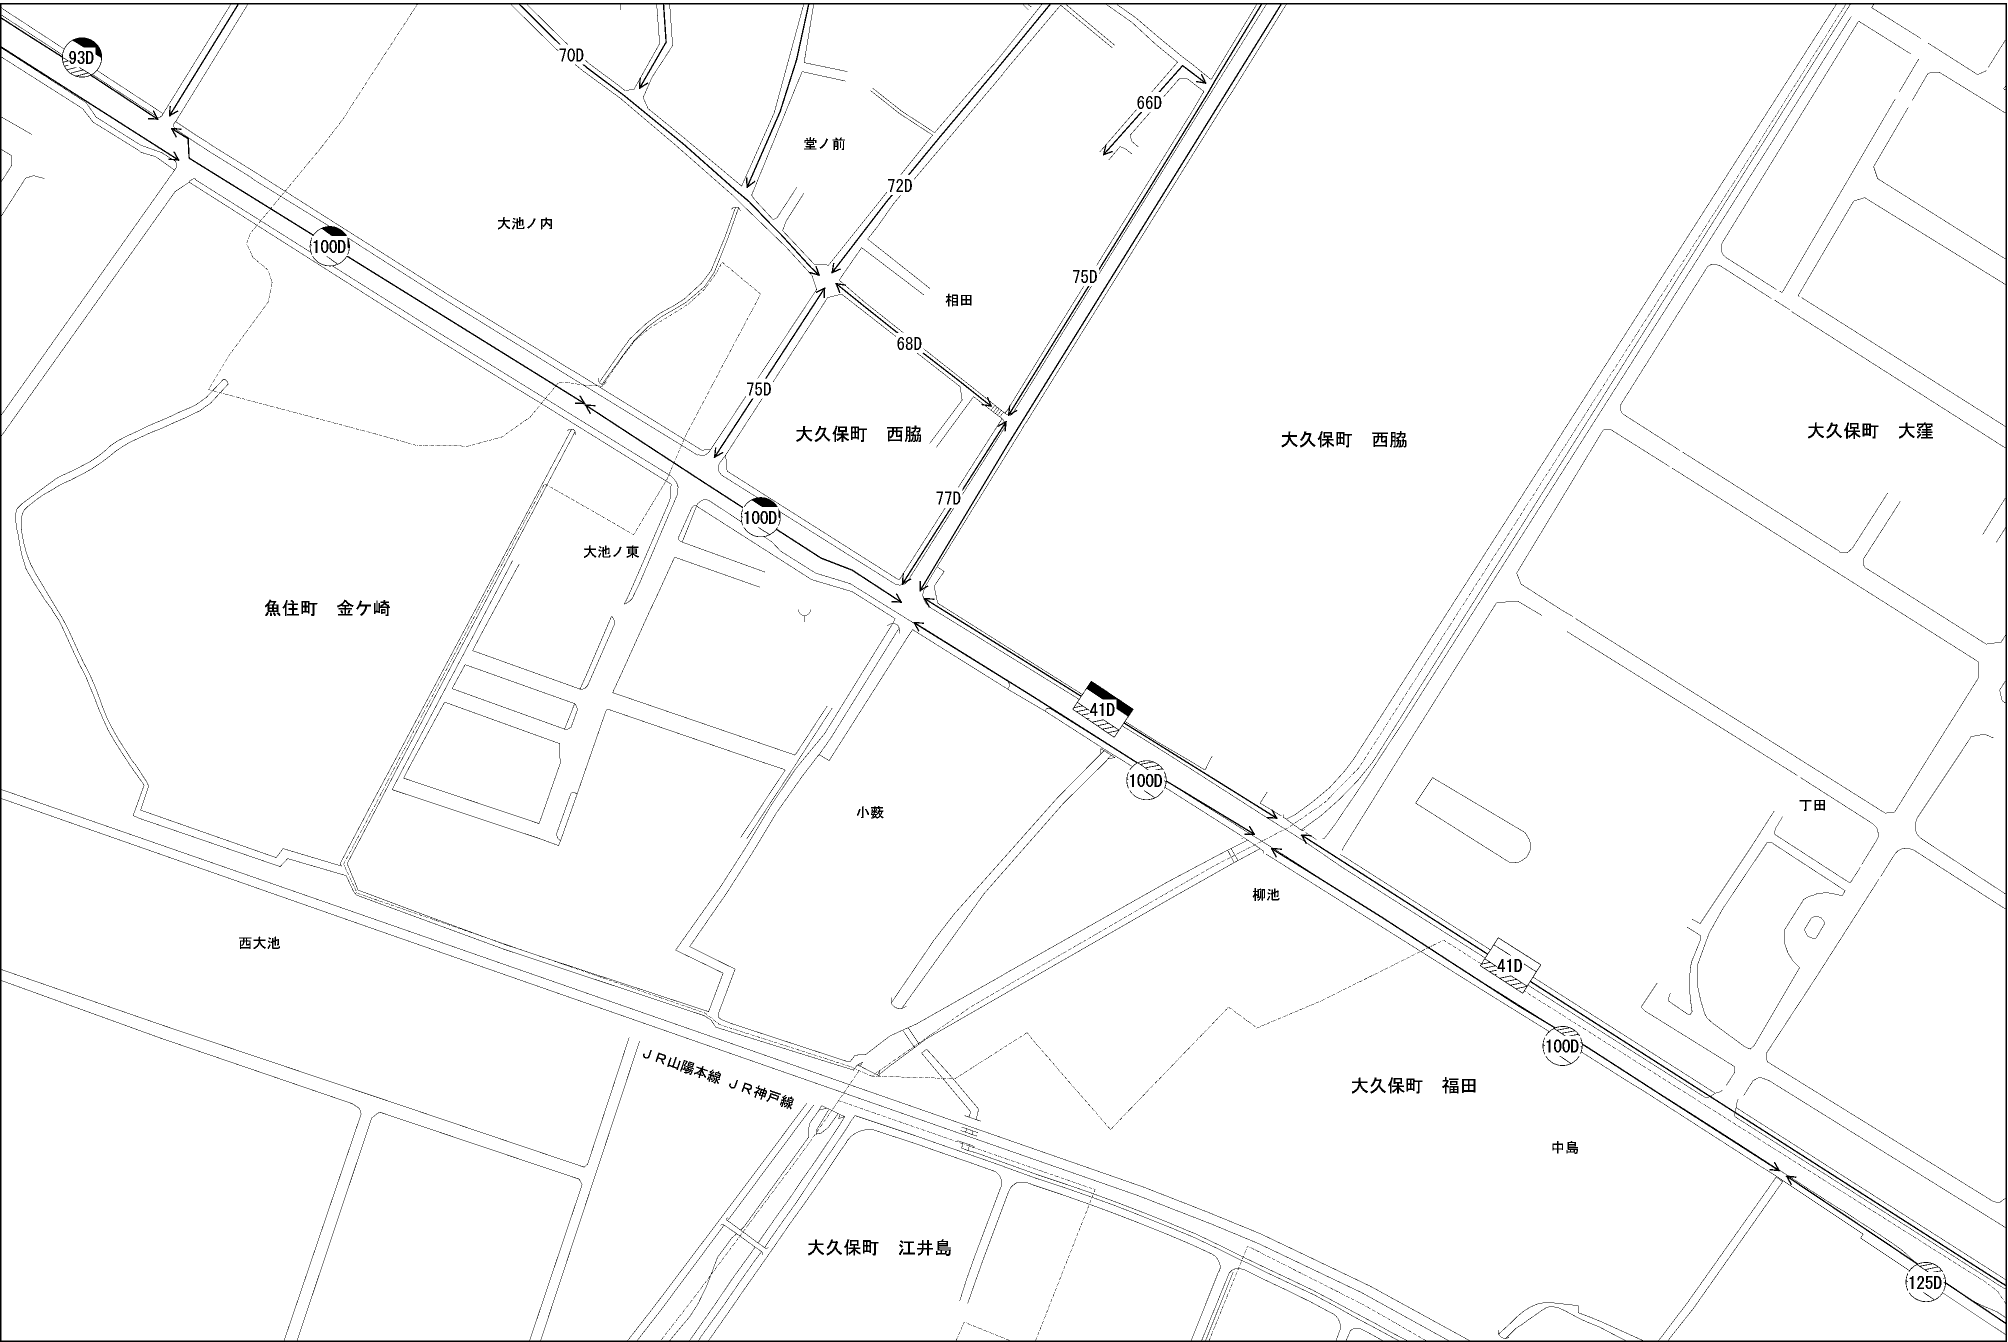 93D
70D
66D
堂ノ前
72D
大池ノ内
100D
75D
相田
68D
75D
大久保町　西脇
大久保町　西脇
大久保町　大窪
77D
100D
大池ノ東
魚住町　金ケ崎
41D
100D
小薮
丁田
柳池
西大池
41D
100D
ＪＲ山陽本線 ＪＲ神戸線
大久保町　福田
中島
大久保町　江井島
125D